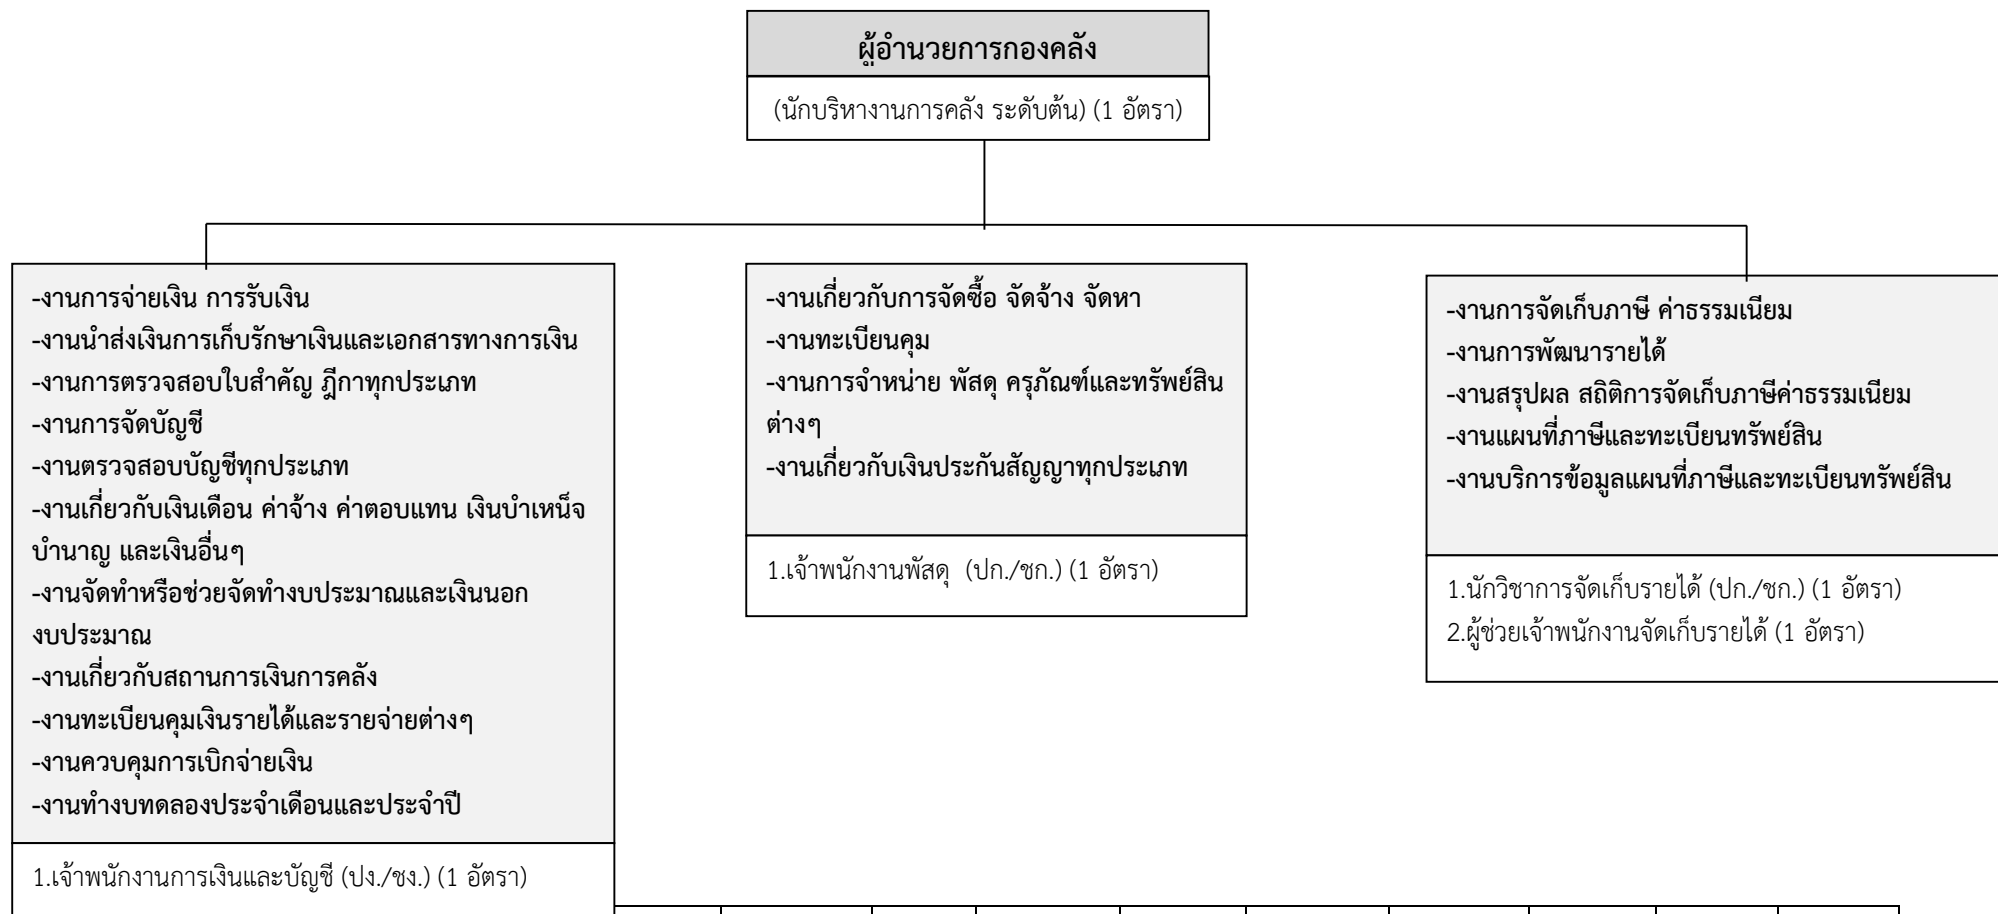 ผู้อำนวยการกองคลัง
(นักบริหางานการคลัง ระดับต้น) (1 อัตรา)
-งานการจ่ายเงิน การรับเงิน
-งานนำส่งเงินการเก็บรักษาเงินและเอกสารทางการเงิน
-งานการตรวจสอบใบสำคัญ ฎีกาทุกประเภท
-งานการจัดบัญชี
-งานตรวจสอบบัญชีทุกประเภท
-งานเกี่ยวกับเงินเดือน ค่าจ้าง ค่าตอบแทน เงินบำเหน็จ
บำนาญ และเงินอื่นๆ
-งานจัดทำหรือช่วยจัดทำงบประมาณและเงินนอก
งบประมาณ
-งานเกี่ยวกับสถานการเงินการคลัง
-งานทะเบียนคุมเงินรายได้และรายจ่ายต่างๆ
-งานควบคุมการเบิกจ่ายเงิน
-งานทำงบทดลองประจำเดือนและประจำปี
1.เจ้าพนักงานการเงินและบัญชี (ปง./ชง.) (1 อัตรา)
-งานเกี่ยวกับการจัดซื้อ จัดจ้าง จัดหา
-งานทะเบียนคุม
-งานการจำหน่าย พัสดุ ครุภัณฑ์และทรัพย์สิน
ต่างๆ
-งานเกี่ยวกับเงินประกันสัญญาทุกประเภท
1.เจ้าพนักงานพัสดุ (ปก./ชก.) (1 อัตรา)
-งานการจัดเก็บภาษี ค่าธรรมเนียม
-งานการพัฒนารายได้
-งานสรุปผล สถิติการจัดเก็บภาษีค่าธรรมเนียม
-งานแผนที่ภาษีและทะเบียนทรัพย์สิน
-งานบริการข้อมูลแผนที่ภาษีและทะเบียนทรัพย์สิน
1.นักวิชาการจัดเก็บรายได้ (ปก./ชก.) (1 อัตรา)
2.ผู้ช่วยเจ้าพนักงานจัดเก็บรายได้ (1 อัตรา)